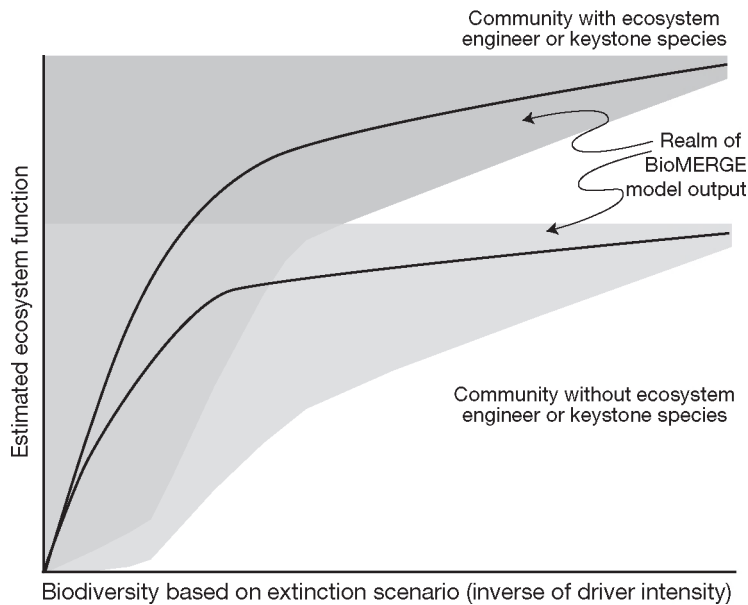 Community with ecosystem
engineer or keystone species
Realm of
BioMERGE
model output
Estimated ecosystem function
Community without ecosystem
engineer or keystone species
Biodiversity based on extinction scenario (inverse of driver intensity)